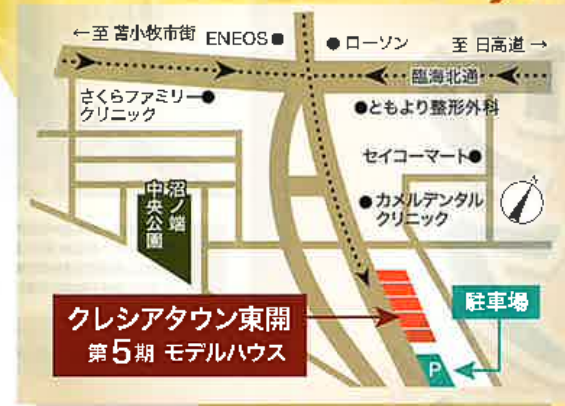 ←至 苫小牧市街
ENEOS■
●ローソン
至 日高道→
臨海北通
さくらファミリー●
クリニック
●ともより整形外科
セイコーマート●
●カメルデンタル
クリニック
沼ノ端
中央公園
クレシアタウン東開
第5期 モデルハウス
駐車場
P